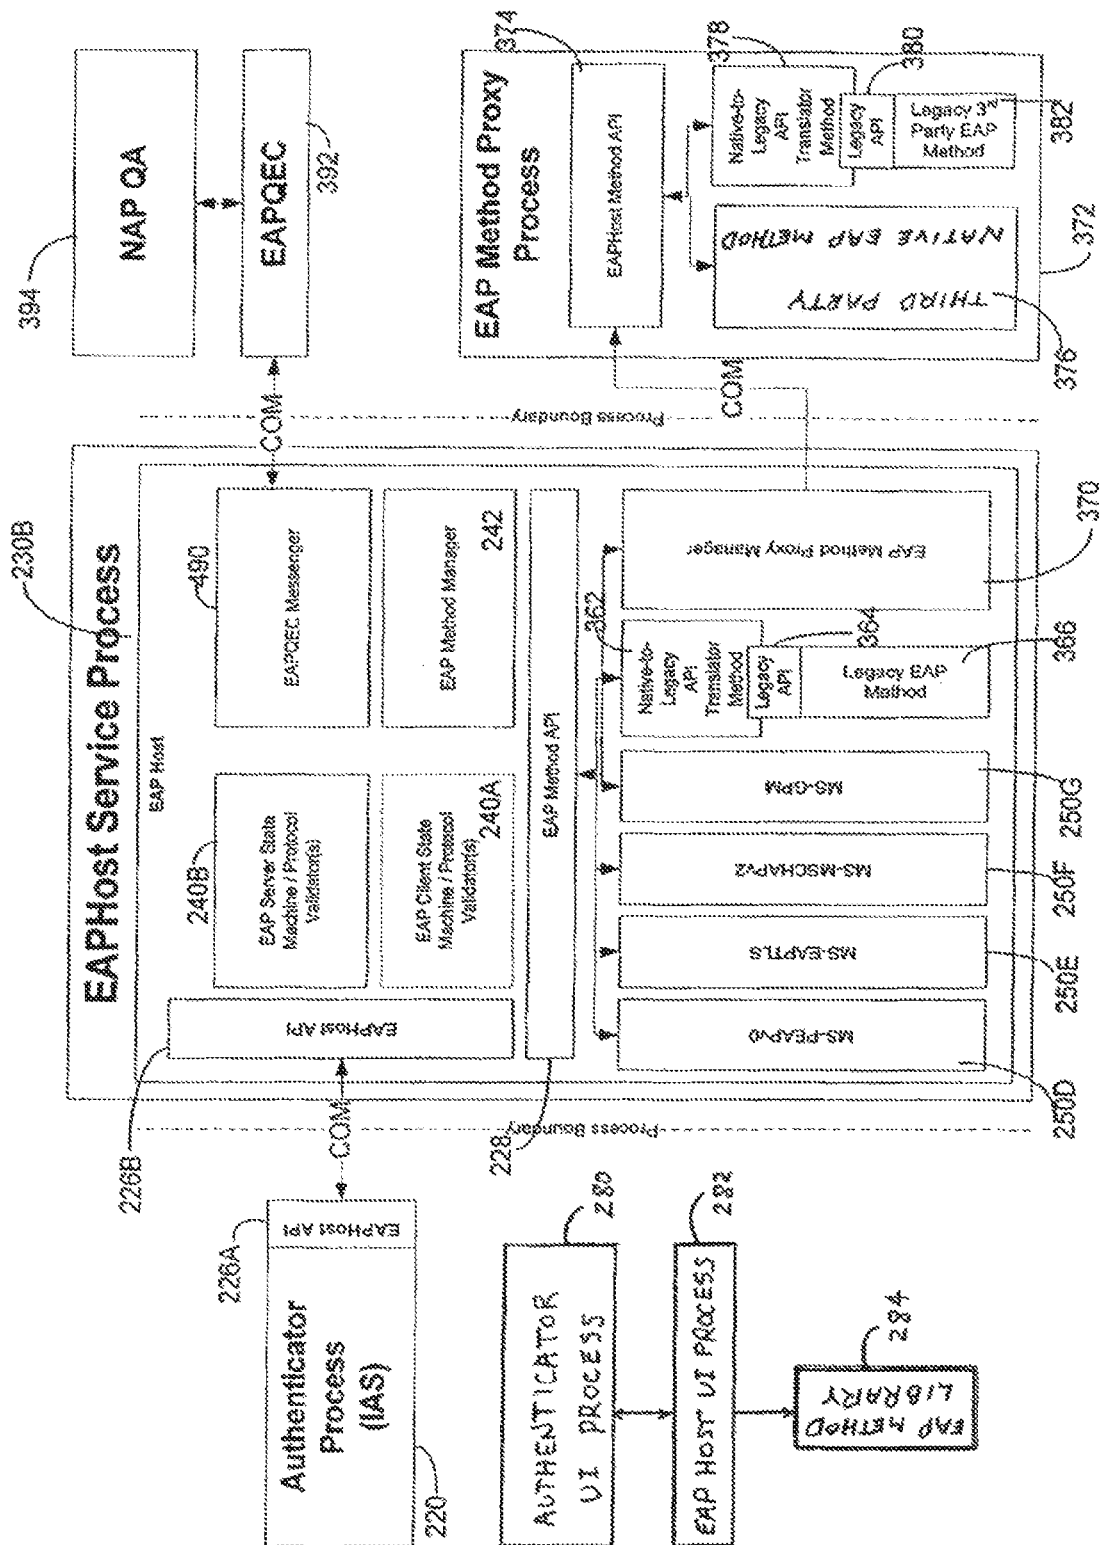 EAPHost Service Process
230B
EAP Host
226B
EAPHost API
240B
EAP Server State
Machine / Protocol
Validator(s)
EAP Client State
Machine / Protocol
Validator(s)
240A
490
EAPQEC Messenger
EAP Method Manager
242
EAP Method API
228
MS-PEAPv0
250D
MS-EAPTLS
250E
MS-MSCHAPv2
250F
MS-GPM
250G
362
Native-to-
Legacy
API
Translator
Method
364
Legacy
API
Legacy EAP
Method
366
EAP Method Proxy Manager
370
226A
Authenticator
Process
(IAS)
EAPHost API
220
COM
Process Boundary
AUTHENTICATOR
UI PROCESS
280
EAP HOST UI PROCESS
282
EAP METHOD
LIBRARY
284
394
NAP QA
EAPQEC
392
COM
Process Boundary
COM
EAP Method Proxy
Process
374
EAPHost Method API
THIRD PARTY
NATIVE EAP METHOD
376
378
Native-to-
Legacy
API
Translator
Method
380
Legacy
API
Legacy 3rd
Party EAP
Method
382
372